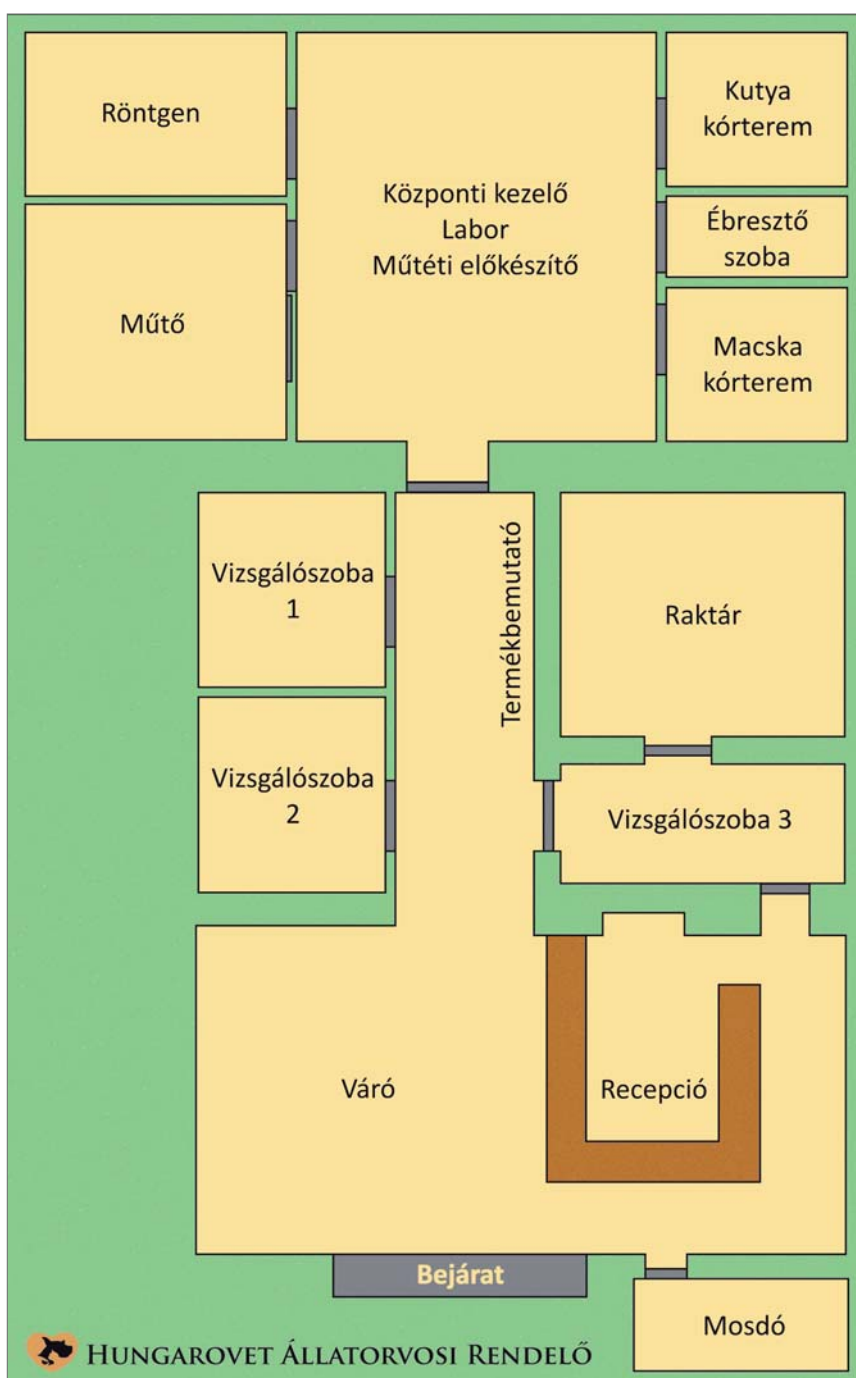 Röntgen
Kutya
kórterem
Központi kezelő
Labor
Műtéti előkészítő
Ébresztő
szoba
Műtő
Macska
kórterem
Vizsgálószoba
1
Termékbemutató
Raktár
Vizsgálószoba
2
Vizsgálószoba 3
Váró
Recepció
Bejárat
Mosdó
HUNGAROVET ÁLLATORVOSI RENDELŐ